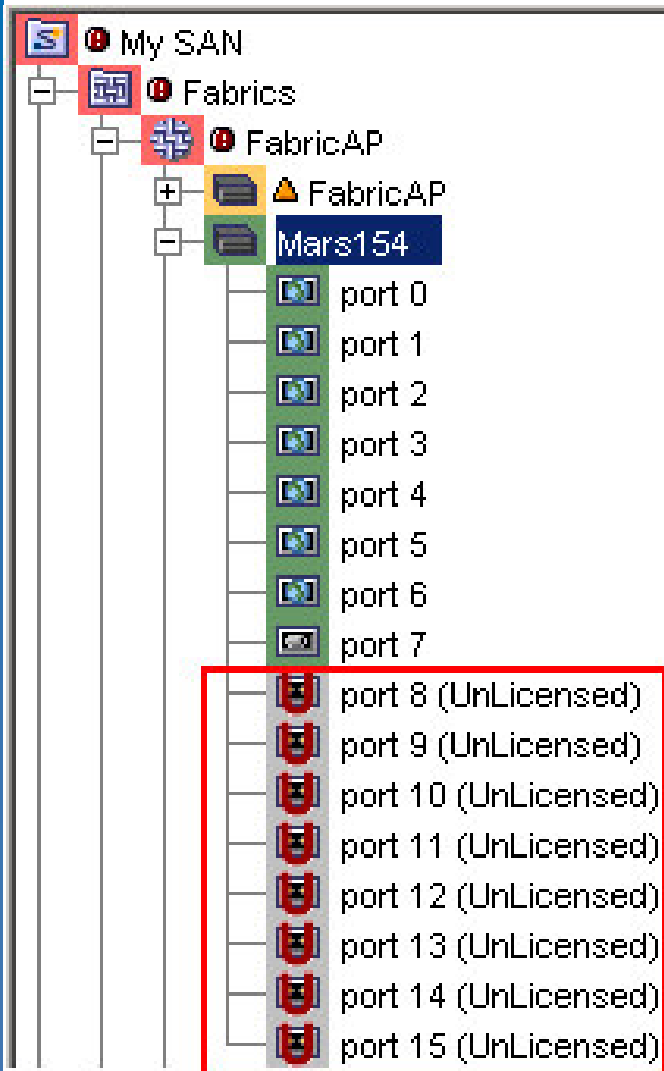 My SAN
Fabrics
FabricAP
FabricAP
Mars154
port 0
port 1
port 2
port 3
port 4
port 5
port 6
port 7
port 8 (UnLicensed)
port 9 (UnLicensed)
port 10 (UnLicensed)
port 11 (UnLicensed)
port 12 (UnLicensed)
port 13 (UnLicensed)
port 14 (UnLicensed)
port 15 (UnLicensed)